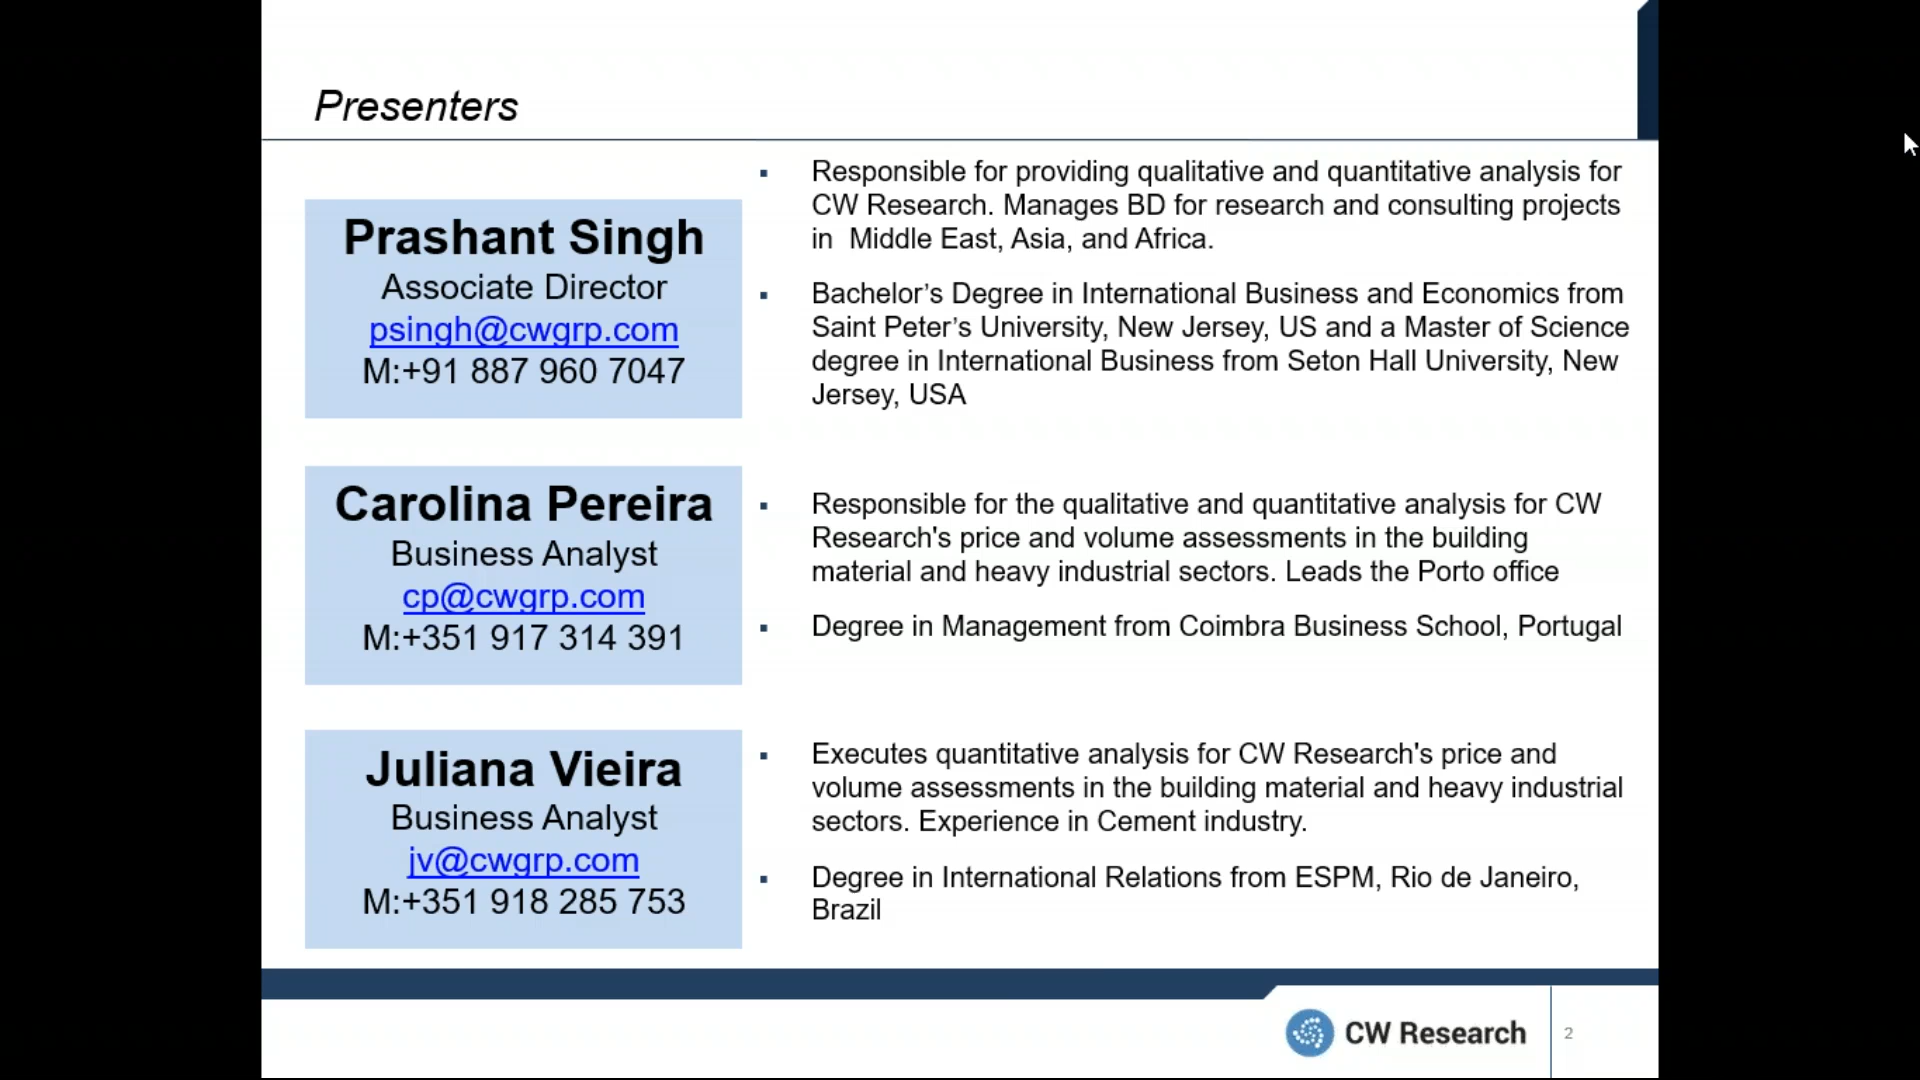 Presenters
Prashant Singh
Associate Director
psingh@cwgrp.com
M:+91 887 960 7047
▪ Responsible for providing qualitative and quantitative analysis for
CW Research. Manages BD for research and consulting projects
in  Middle East, Asia, and Africa.
▪ Bachelor’s Degree in International Business and Economics from
Saint Peter’s University, New Jersey, US and a Master of Science
degree in International Business from Seton Hall University, New
Jersey, USA
Carolina Pereira
Business Analyst
cp@cwgrp.com
M:+351 917 314 391
▪ Responsible for the qualitative and quantitative analysis for CW
Research's price and volume assessments in the building
material and heavy industrial sectors. Leads the Porto office
▪ Degree in Management from Coimbra Business School, Portugal
Juliana Vieira
Business Analyst
jv@cwgrp.com
M:+351 918 285 753
▪ Executes quantitative analysis for CW Research's price and
volume assessments in the building material and heavy industrial
sectors. Experience in Cement industry.
▪ Degree in International Relations from ESPM, Rio de Janeiro,
Brazil
CW Research
2